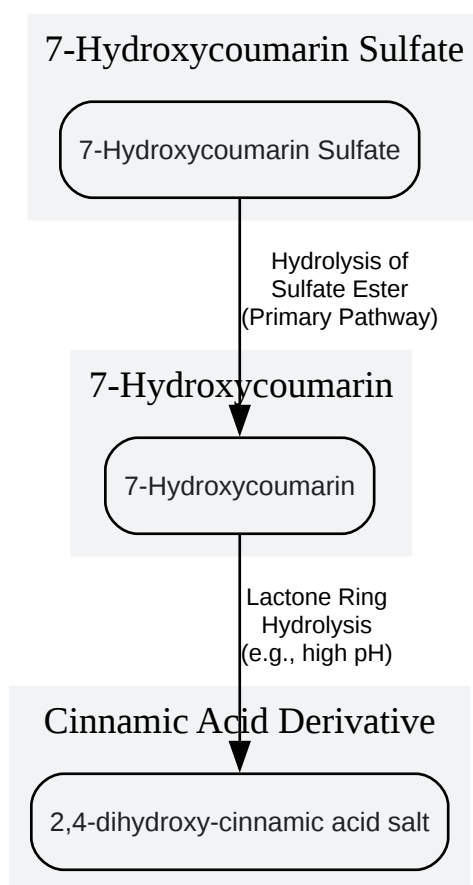 7-Hydroxycoumarin Sulfate
7-Hydroxycoumarin Sulfate
Hydrolysis of
Sulfate Ester
(Primary Pathway)
7-Hydroxycoumarin
7-Hydroxycoumarin
Lactone Ring
Hydrolysis
(e.g., high pH)
Cinnamic Acid Derivative
2,4-dihydroxy-cinnamic acid salt